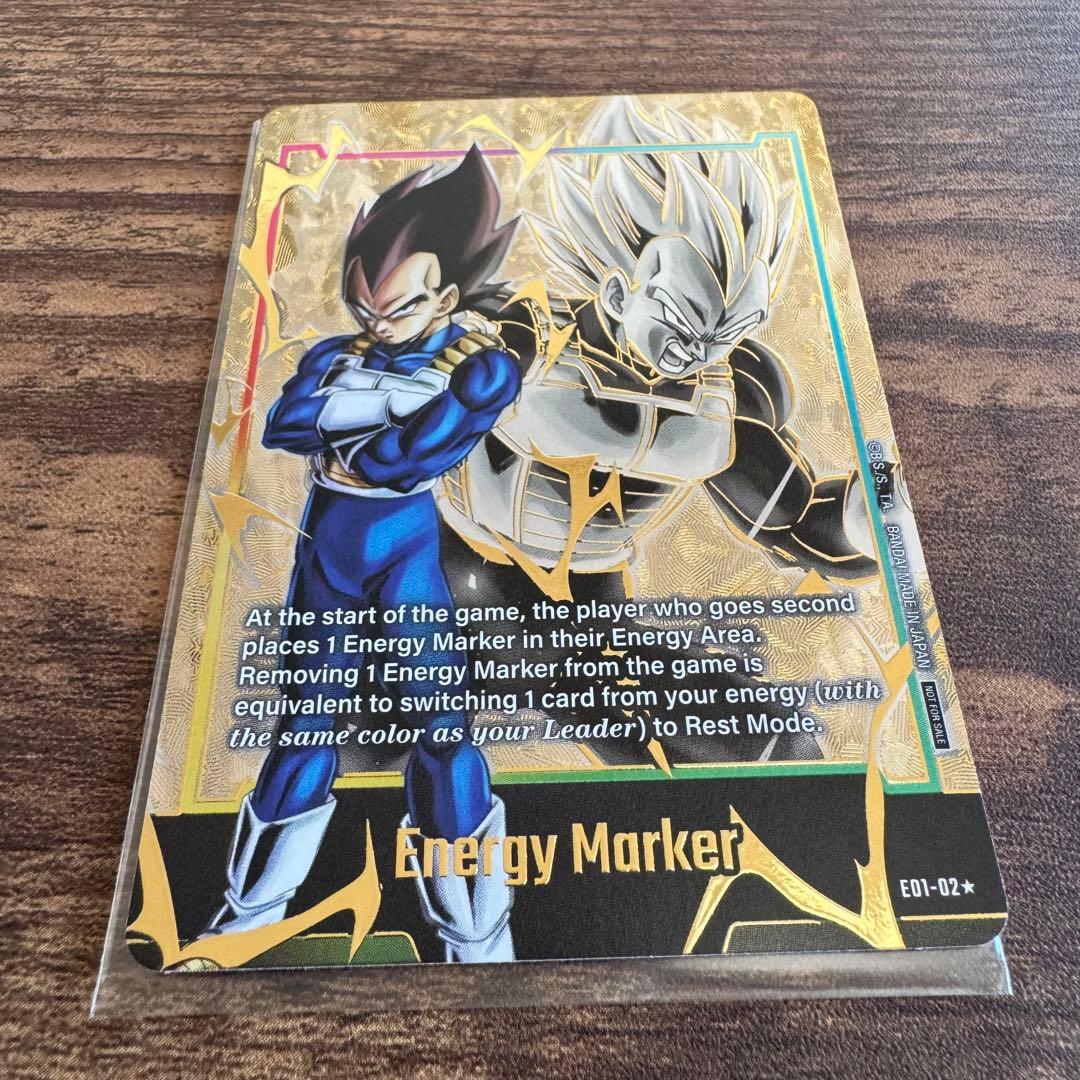 At the start of the game, the player who goes second
places 1 Energy Marker in their Energy Area.
Removing 1 Energy Marker from the game is
equivalent to switching 1 card from your energy (with
the same color as your Leader) to Rest Mode.
Energy Marker
E01-02★
©B.S./S., T.A. BANDAI MADE IN JAPAN
NOT FOR SALE